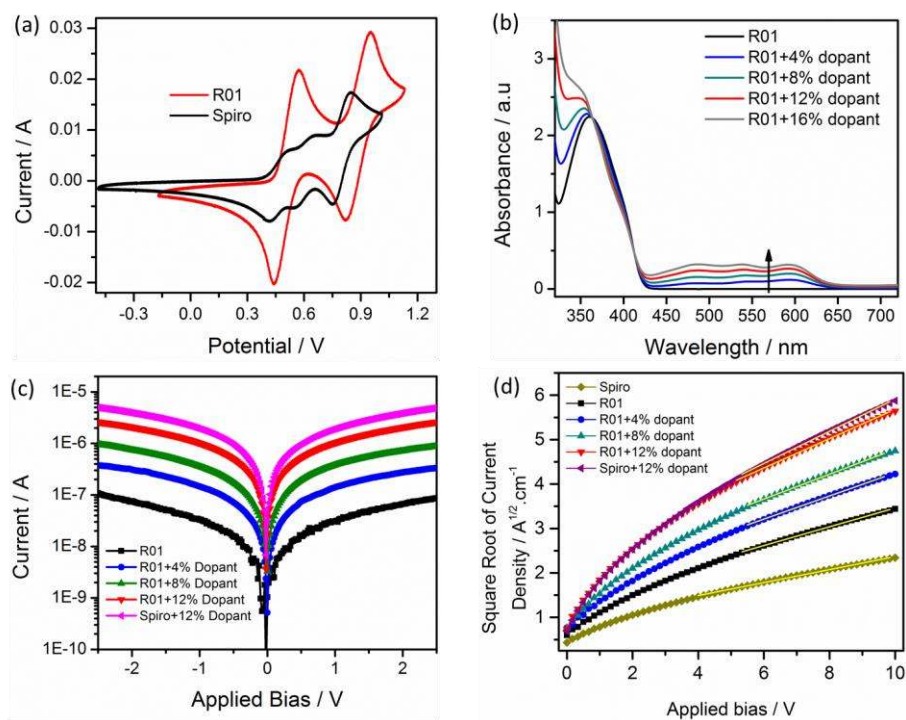 (a)
R01
Spiro
Current / A
0.03
0.02
0.01
0.00
-0.01
-0.02
-0.3 0.0 0.3 0.6 0.9 1.2
Potential / V
(b)
R01
R01+4% dopant
R01+8% dopant
R01+12% dopant
R01+16% dopant
Absorbance / a.u
3
2
1
0
350 400 450 500 550 600 650 700
Wavelength / nm
(c)
Current / A
1E-5
1E-6
1E-7
1E-8
1E-9
1E-10
R01
R01+4% Dopant
R01+8% Dopant
R01+12% Dopant
Spiro+12% Dopant
-2 -1 0 1 2
Applied Bias / V
(d)
Spiro
R01
R01+4% dopant
R01+8% dopant
R01+12% dopant
Spiro+12% dopant
Square Root of Current
Density / A1/2.cm-1
6
5
4
3
2
1
0 2 4 6 8 10
Applied bias / V